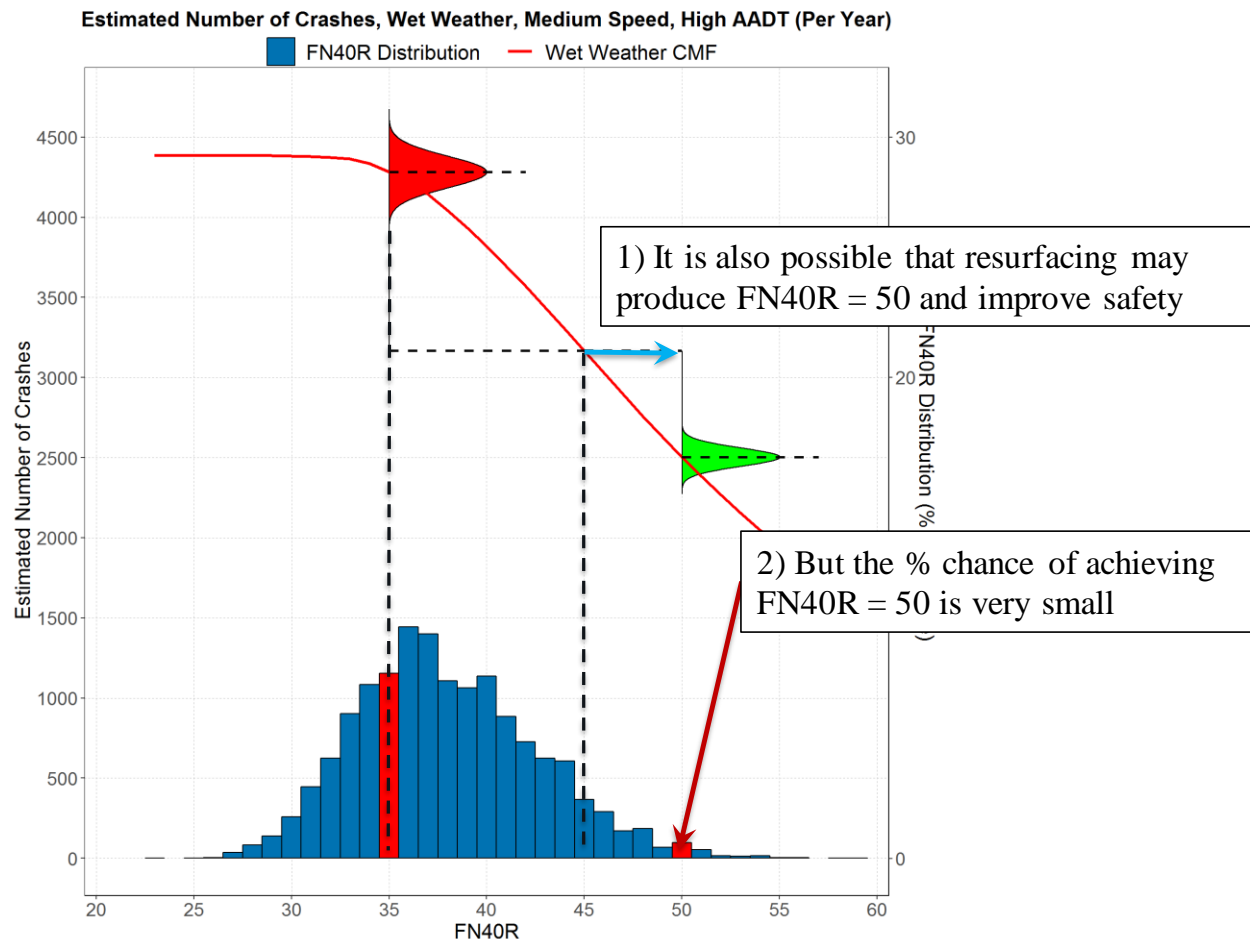 Estimated Number of Crashes, Wet Weather, Medium Speed, High AADT (Per Year)
FN40R Distribution
Wet Weather CMF
Estimated Number of Crashes
4500
4000
3500
3000
2500
2000
1500
1000
500
0
30
20
0
FN40R Distribution (%
1) It is also possible that resurfacing may
produce FN40R = 50 and improve safety
2) But the % chance of achieving
FN40R = 50 is very small
20
25
30
35
40
45
50
55
60
FN40R